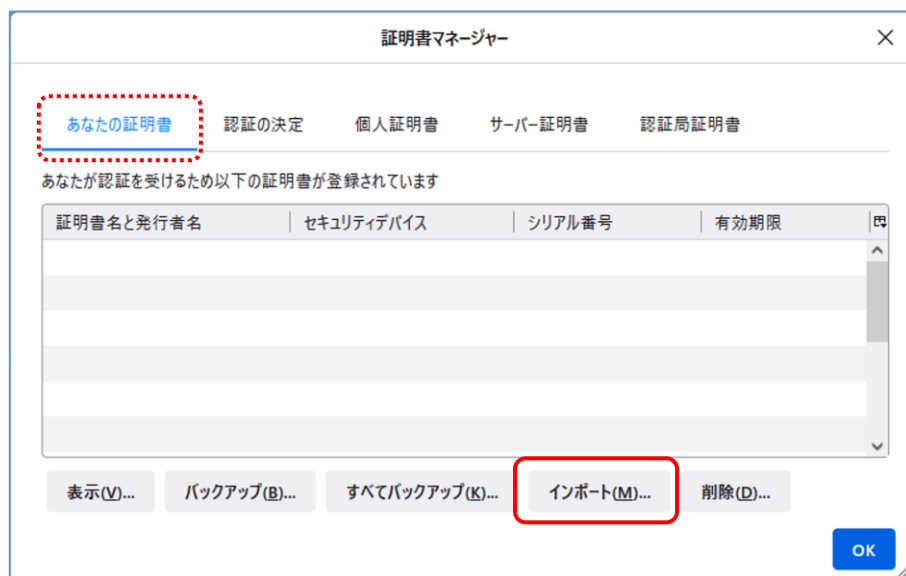 証明書マネージャー
あなたの証明書 認証の決定 個人証明書 サーバー証明書 認証局証明書
あなたが認証を受けるため以下の証明書が登録されています
証明書名と発行者名 セキュリティデバイス シリアル番号 有効期限
表示(V)... バックアップ(B)... すべてバックアップ(K)... インポート(M)... 削除(D)...
OK